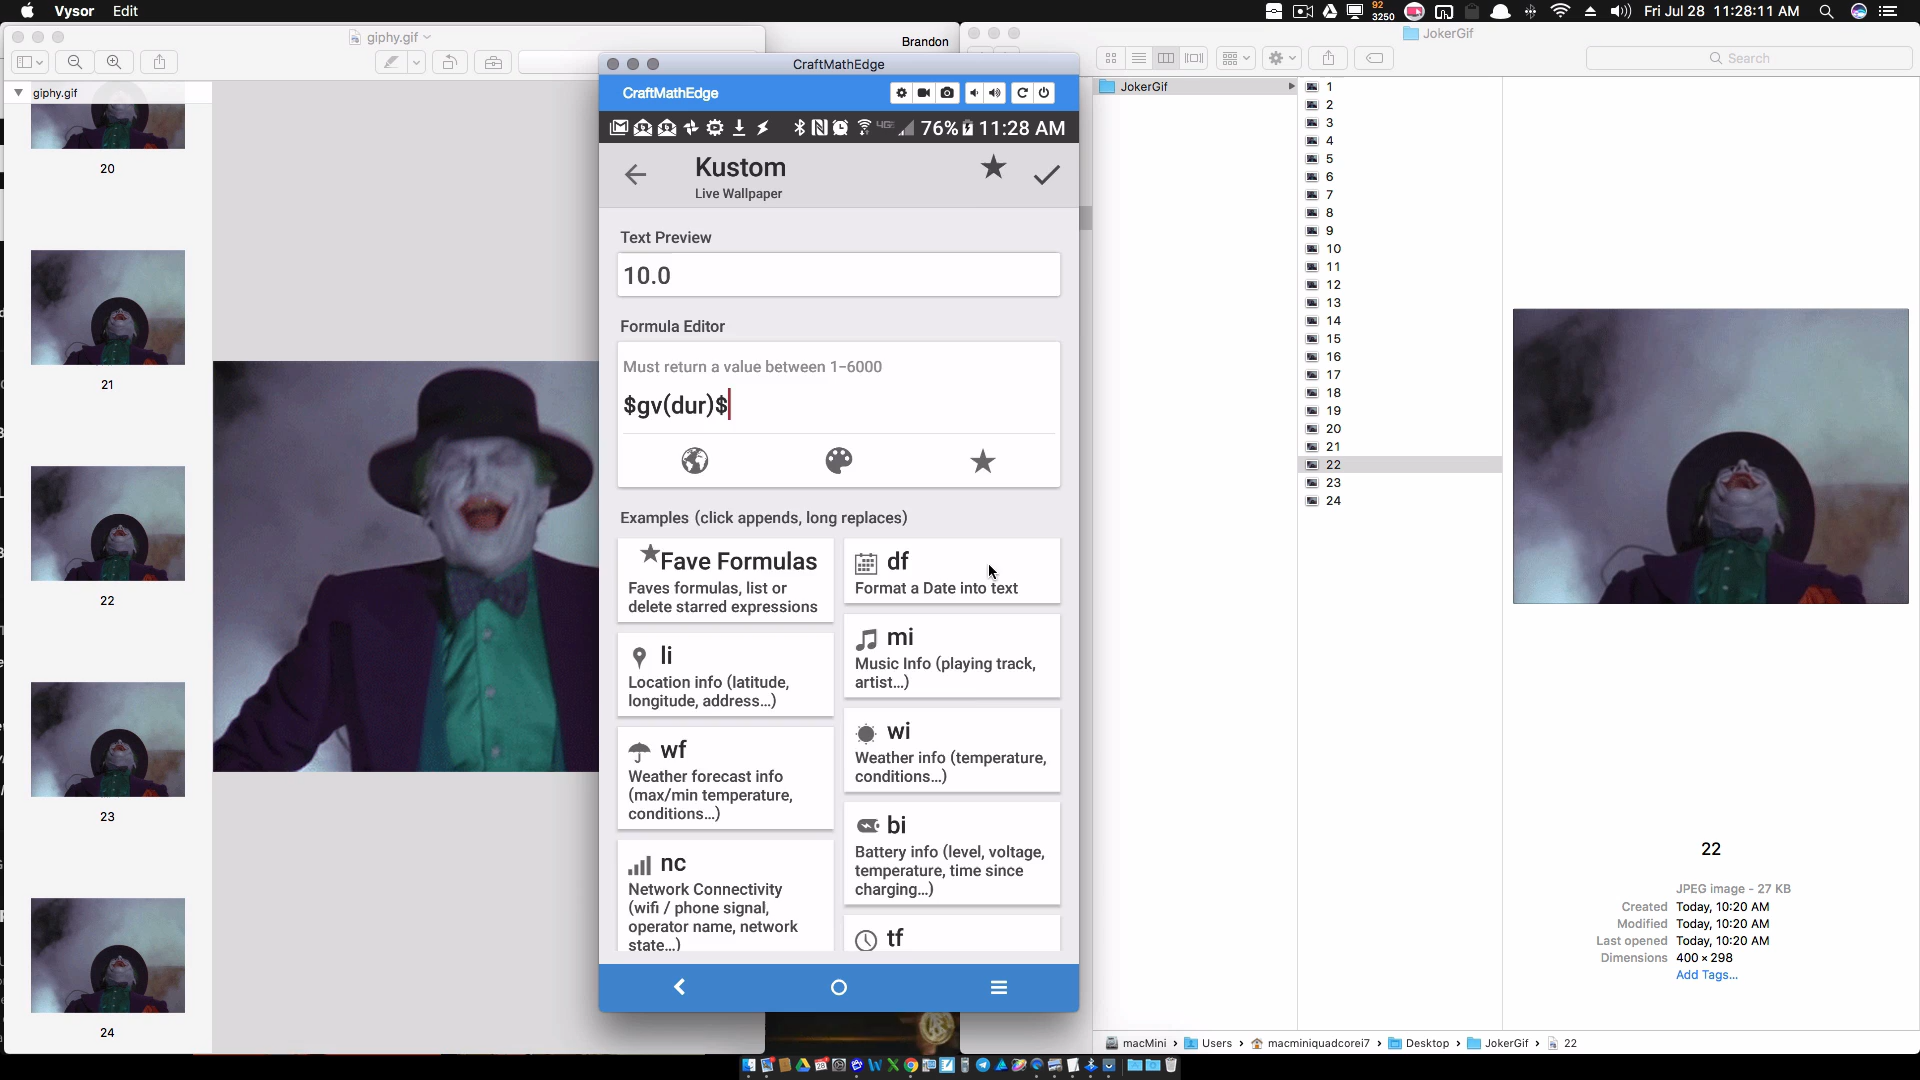 Vysor Edit
92
3250
Fri Jul 28 11:28:11 AM
giphy.gif
Brandon
JokerGif
Search
giphy.gif
20
21
22
23
24
CraftMathEdge
CraftMathEdge
4G
76% 11:28 AM
Kustom
Live Wallpaper
Text Preview
10.0
Formula Editor
Must return a value between 1-6000
$gv(dur)$
Examples (click appends, long replaces)
Fave Formulas
Faves formulas, list or
delete starred expressions
df
Format a Date into text
li
Location info (latitude,
longitude, address...)
mi
Music Info (playing track,
artist...)
wf
Weather forecast info
(max/min temperature,
conditions...)
wi
Weather info (temperature,
conditions...)
nc
Network Connectivity
(wifi / phone signal,
operator name, network
state...)
bi
Battery info (level, voltage,
temperature, time since
charging...)
tf
JokerGif
1
2
3
4
5
6
7
8
9
10
11
12
13
14
15
16
17
18
19
20
21
22
23
24
22
JPEG image - 27 KB
Created Today, 10:20 AM
Modified Today, 10:20 AM
Last opened Today, 10:20 AM
Dimensions 400 × 298
Add Tags...
macMini › Users › macminiquadcorei7 › Desktop › JokerGif › 22